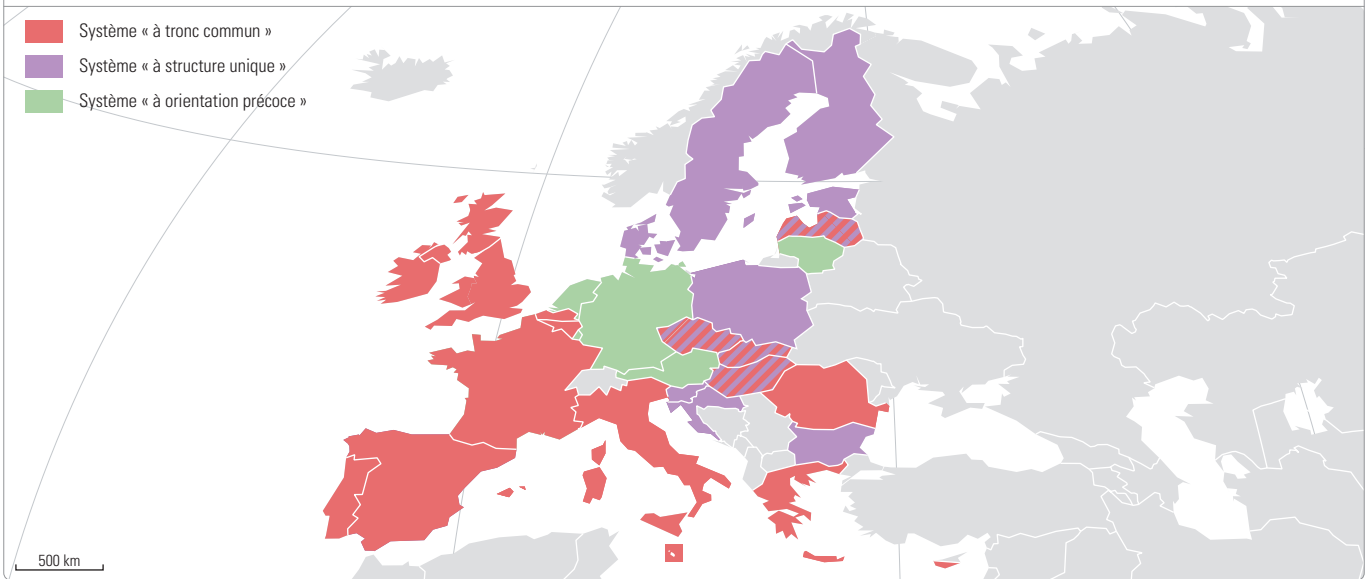 Système « à tronc commun »
Système « à structure unique »
Système « à orientation précoce »
500 km